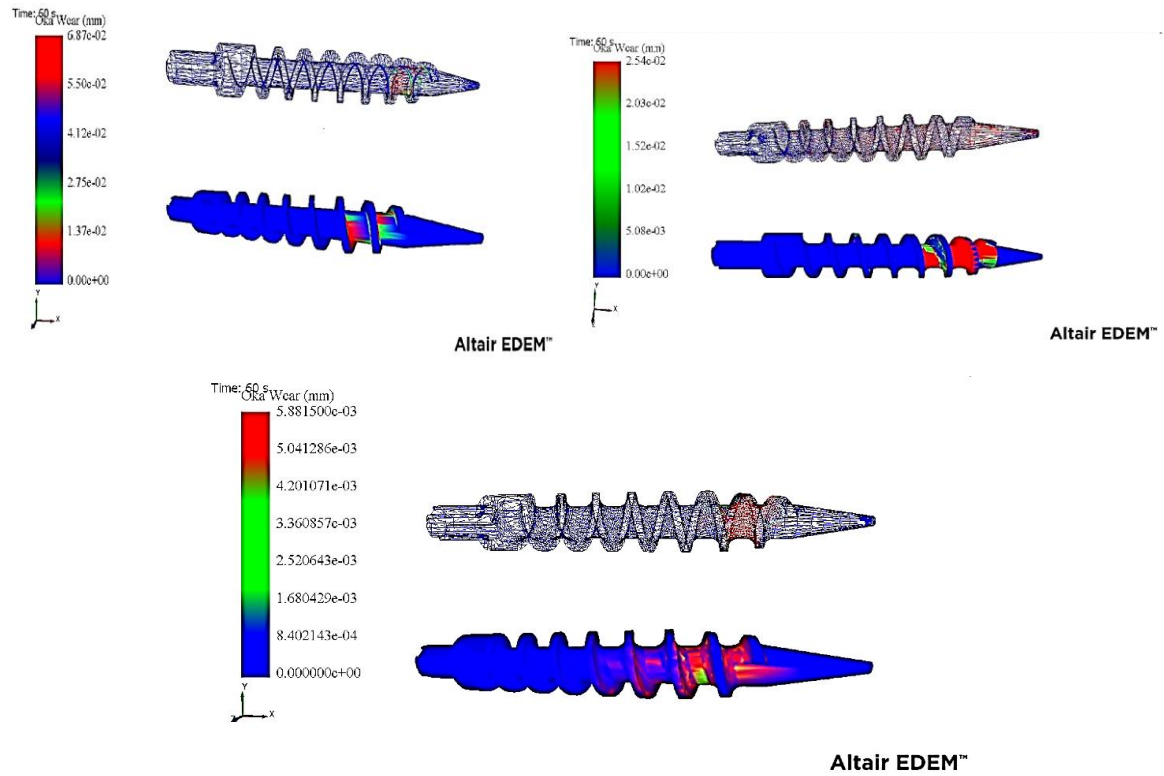 Time: 60 s
Oka Wear (mm)
6.87e-02
5.50e-02
4.12e-02
2.75e-02
1.37e-02
0.00e+00
Y
X
Altair EDEM™
Time: 60 s
Oka Wear (mm)
2.54e-02
2.03e-02
1.52e-02
1.02e-02
5.08e-03
0.00e+00
Y
X
Z
Altair EDEM™
Time: 60 s
Oka Wear (mm)
5.881500e-03
5.041286e-03
4.201071e-03
3.360857e-03
2.520643e-03
1.680429e-03
8.402143e-04
0.000000e+00
Y
Z
X
Altair EDEM™